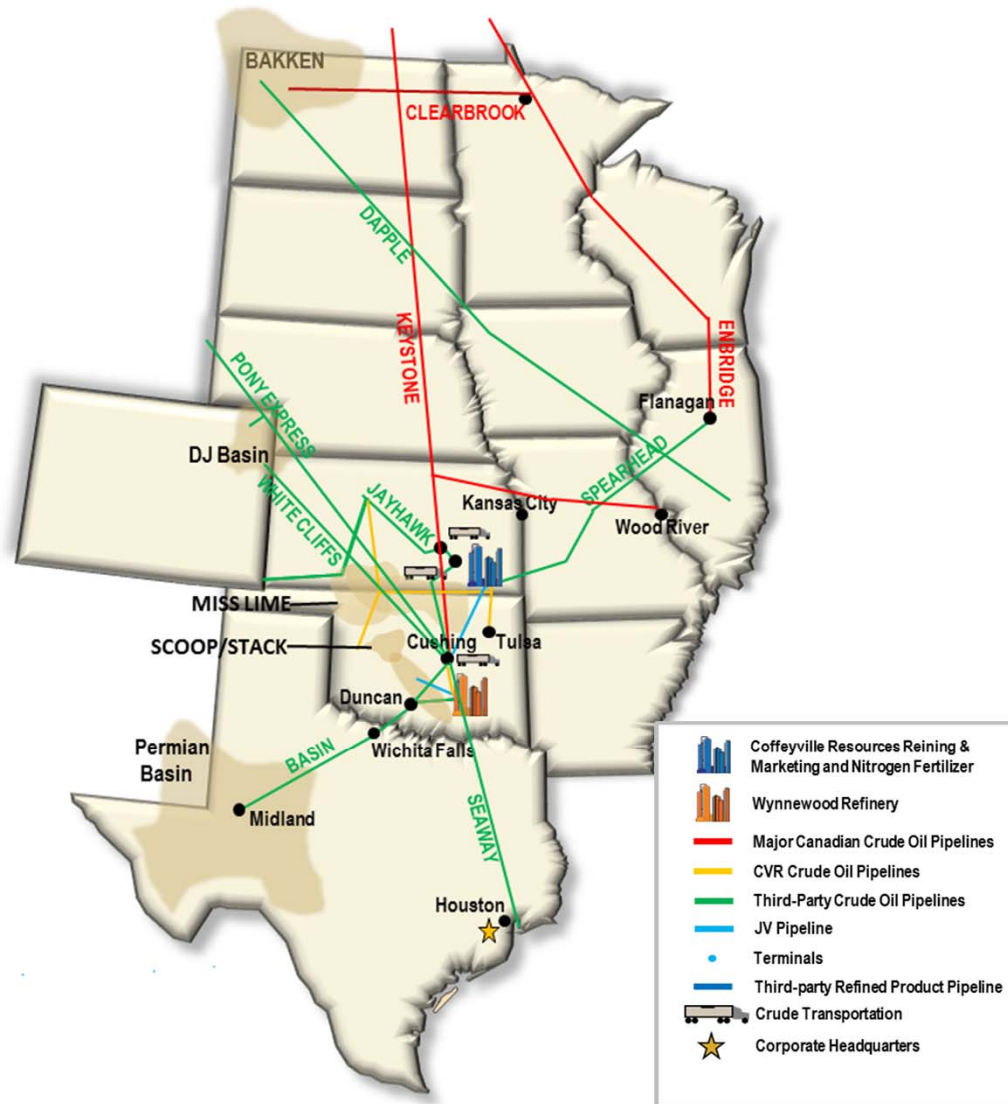 BAKKEN
CLEARBROOK
DAPPLE
KEYSTONE
ENBRIDGE
PONY EXPRESS
Flanagan
DJ Basin
WHITE CLIFFS
JAYHAWK
SPEARHEAD
Kansas City
Wood River
MISS LIME
SCOOP/STACK
Cushing
Tulsa
Duncan
Wichita Falls
BASIN
Permian
Basin
Midland
SEAWAY
Houston
Coffeyville Resources Reining &
Marketing and Nitrogen Fertilizer
Wynnewood Refinery
Major Canadian Crude Oil Pipelines
CVR Crude Oil Pipelines
Third-Party Crude Oil Pipelines
JV Pipeline
Terminals
Third-party Refined Product Pipeline
Crude Transportation
Corporate Headquarters